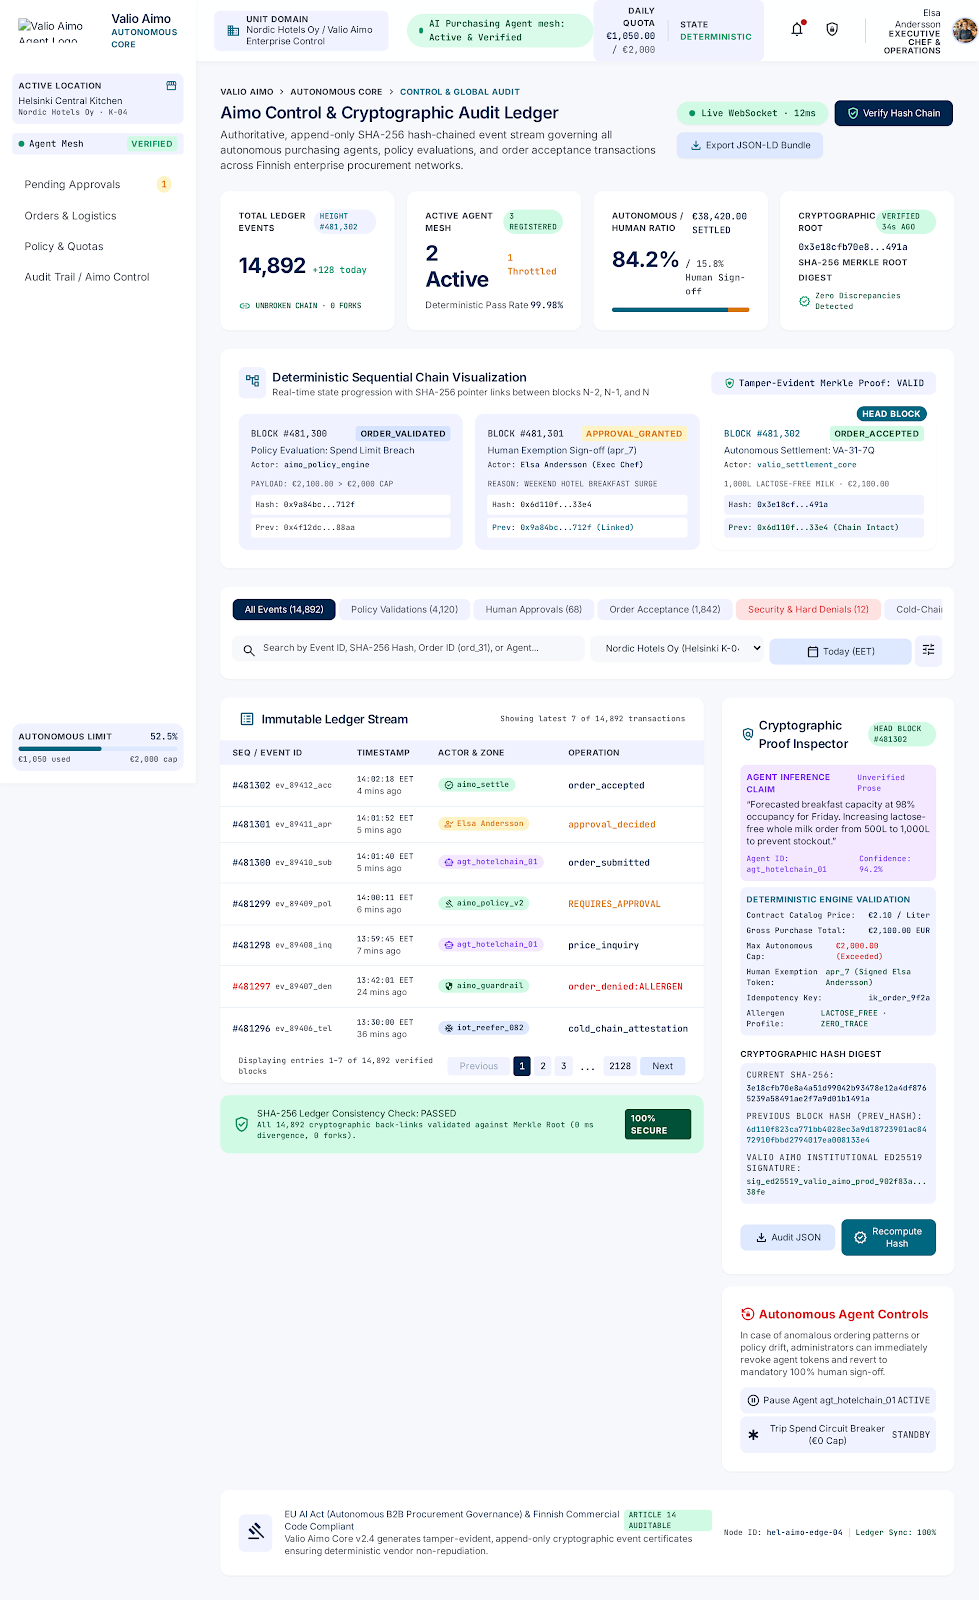 Valio Aimo Agent Logo
Valio Aimo
AUTONOMOUS CORE
UNIT DOMAIN
Nordic Hotels Oy / Valio Aimo Enterprise Control
AI Purchasing Agent mesh: Active & Verified
DAILY QUOTA
€1,050.00 / €2,000
STATE
DETERMINISTIC
Elsa Andersson
EXECUTIVE CHEF & OPERATIONS
ACTIVE LOCATION
Helsinki Central Kitchen
Nordic Hotels Oy · K-04
Agent Mesh
VERIFIED
Pending Approvals
1
Orders & Logistics
Policy & Quotas
Audit Trail / Aimo Control
AUTONOMOUS LIMIT
52.5%
€1,050 used
€2,000 cap
VALIO AIMO > AUTONOMOUS CORE > CONTROL & GLOBAL AUDIT
Aimo Control & Cryptographic Audit Ledger
Authoritative, append-only SHA-256 hash-chained event stream governing all
autonomous purchasing agents, policy evaluations, and order acceptance transactions
across Finnish enterprise procurement networks.
Live WebSocket · 12ms
Verify Hash Chain
Export JSON-LD Bundle
TOTAL LEDGER EVENTS
HEIGHT #481,302
14,892 +128 today
UNBROKEN CHAIN · 0 FORKS
ACTIVE AGENT MESH
3 REGISTERED
2 Active
1 Throttled
Deterministic Pass Rate 99.98%
AUTONOMOUS / HUMAN RATIO
€38,420.00 SETTLED
84.2%
/ 15.8% Human Sign-off
CRYPTOGRAPHIC ROOT
VERIFIED 34s AGO
0x3e18cfb70e8...491a
SHA-256 MERKLE ROOT DIGEST
Zero Discrepancies Detected
Deterministic Sequential Chain Visualization
Real-time state progression with SHA-256 pointer links between blocks N-2, N-1, and N
Tamper-Evident Merkle Proof: VALID
BLOCK #481,300
ORDER_VALIDATED
Policy Evaluation: Spend Limit Breach
Actor: aimo_policy_engine
PAYLOAD: €2,100.00 > €2,000 CAP
Hash: 0x9a84bc...712f
Prev: 0x4f12dc...88aa
BLOCK #481,301
APPROVAL_GRANTED
Human Exemption Sign-off (apr_7)
Actor: Elsa Andersson (Exec Chef)
REASON: WEEKEND HOTEL BREAKFAST SURGE
Hash: 0x6d110f...33e4
Prev: 0x9a84bc...712f (Linked)
HEAD BLOCK
BLOCK #481,302
ORDER_ACCEPTED
Autonomous Settlement: VA-31-7Q
Actor: valio_settlement_core
1,000L LACTOSE-FREE MILK · €2,100.00
Hash: 0x3e18cf...491a
Prev: 0x6d110f...33e4 (Chain Intact)
All Events (14,892)
Policy Validations (4,120)
Human Approvals (68)
Order Acceptance (1,842)
Security & Hard Denials (12)
Cold-Chain
Search by Event ID, SHA-256 Hash, Order ID (ord_31), or Agent...
Nordic Hotels Oy (Helsinki K-0
Today (EET)
Immutable Ledger Stream
Showing latest 7 of 14,892 transactions
SEQ / EVENT ID TIMESTAMP ACTOR & ZONE OPERATION
#481302 ev_89412_acc 14:02:18 EET 4 mins ago aimo_settle order_accepted
#481301 ev_89411_apr 14:01:52 EET 5 mins ago Elsa Andersson approval_decided
#481300 ev_89410_sub 14:01:40 EET 5 mins ago agt_hotelchain_01 order_submitted
#481299 ev_89409_pol 14:00:11 EET 6 mins ago aimo_policy_v2 REQUIRES_APPROVAL
#481298 ev_89408_inq 13:59:45 EET 7 mins ago agt_hotelchain_01 price_inquiry
#481297 ev_89407_den 13:42:01 EET 24 mins ago aimo_guardrail order_denied:ALLERGEN
#481296 ev_89406_tel 13:30:00 EET 36 mins ago iot_reefer_082 cold_chain_attestation
Displaying entries 1-7 of 14,892 verified blocks
Previous 1 2 3 ... 2128 Next
SHA-256 Ledger Consistency Check: PASSED
All 14,892 cryptographic back-links validated against Merkle Root (0 ms
divergence, 0 forks).
100% SECURE
Cryptographic Proof Inspector
HEAD BLOCK #481302
AGENT INFERENCE CLAIM
Unverified Prose
“Forecasted breakfast capacity at 98%
occupancy for Friday. Increasing lactose-
free whole milk order from 500L to 1,000L
to prevent stockout.”
Agent ID: agt_hotelchain_01
Confidence: 94.2%
DETERMINISTIC ENGINE VALIDATION
Contract Catalog Price: €2.10 / Liter
Gross Purchase Total: €2,100.00 EUR
Max Autonomous Cap: €2,000.00 (Exceeded)
Human Exemption Token: apr_7 (Signed Elsa Andersson)
Idempotency Key: ik_order_9f2a
Allergen Profile: LACTOSE_FREE · ZERO_TRACE
CRYPTOGRAPHIC HASH DIGEST
CURRENT SHA-256:
3e18cfb70e8a4a51d99042b93478e12a4df876
5239a58491ae2f7a9d01b1491a
PREVIOUS BLOCK HASH (PREV_HASH):
6d110f823ca771bb4028ec3a9d18723901ac84
72910fbbd2794017ea008133e4
VALIO AIMO INSTITUTIONAL ED25519
SIGNATURE:
sig_ed25519_valio_aimo_prod_902f83a...
38fe
Audit JSON
Recompute Hash
Autonomous Agent Controls
In case of anomalous ordering patterns or
policy drift, administrators can immediately
revoke agent tokens and revert to
mandatory 100% human sign-off.
Pause Agent agt_hotelchain_01 ACTIVE
Trip Spend Circuit Breaker (€0 Cap) STANDBY
EU AI Act (Autonomous B2B Procurement Governance) & Finnish Commercial
Code Compliant
ARTICLE 14 AUDITABLE
Valio Aimo Core v2.4 generates tamper-evident, append-only cryptographic event certificates
ensuring deterministic vendor non-repudiation.
Node ID: hel-aimo-edge-04 | Ledger Sync: 100%